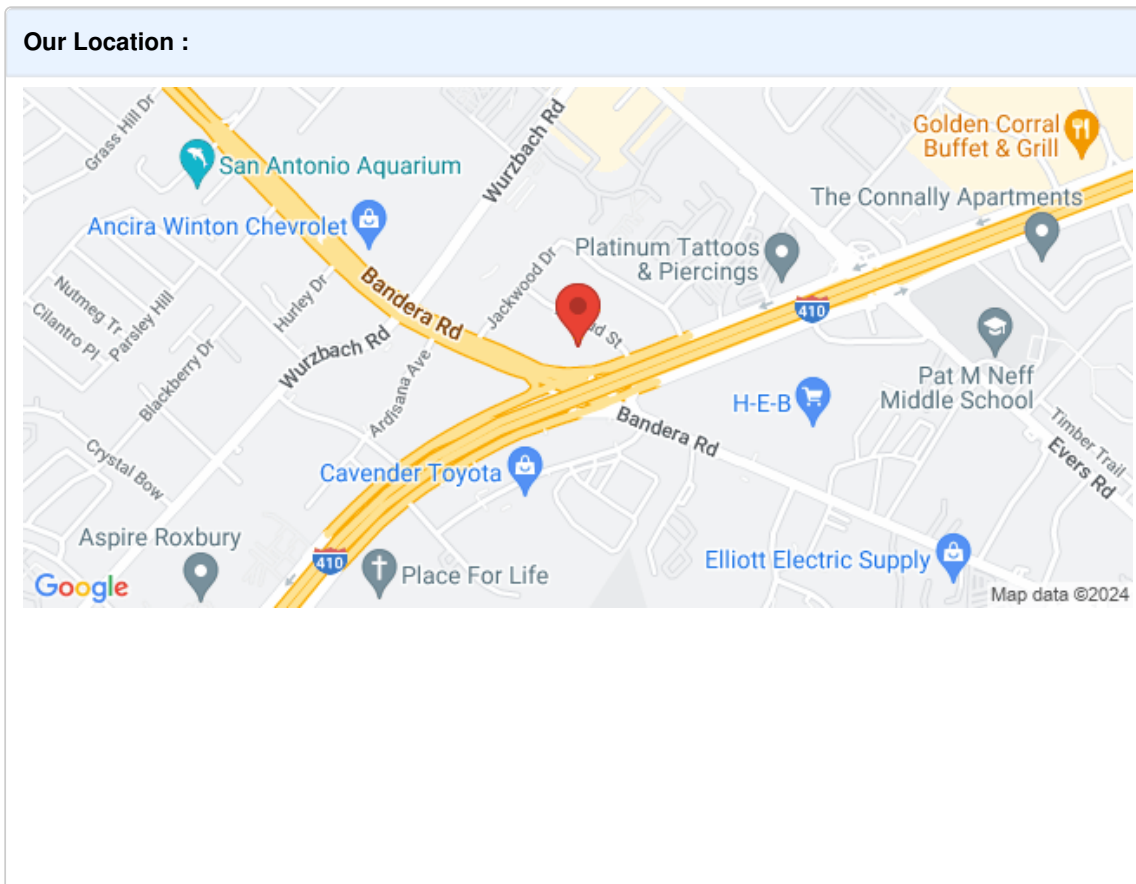 Our Location :
Grass Hill Dr
San Antonio Aquarium
Wurzbach Rd
Golden Corral
Buffet & Grill
Ancira Winton Chevrolet
The Connally Apartments
Platinum Tattoos
& Piercings
Jackwood Dr
Bandera Rd
Hurley Dr
Nutmeg Tr
Parsley Hill
Cilantro Pl
St
410
Wurzbach Rd
Blackberry Dr
Ardisana Ave
Pat M Neff
Middle School
H-E-B
Bandera Rd
Timber Trail
Evers Rd
Crystal Bow
Cavender Toyota
Aspire Roxbury
410
Place For Life
Elliott Electric Supply
Google
Map data ©2024